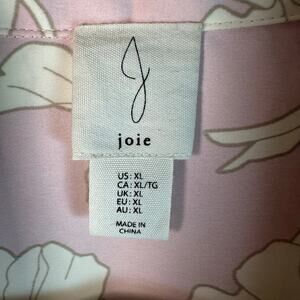 J
joie
US: XL
CA: XL/TG
UK: XL
EU: XL
AU: XL
MADE IN
CHINA